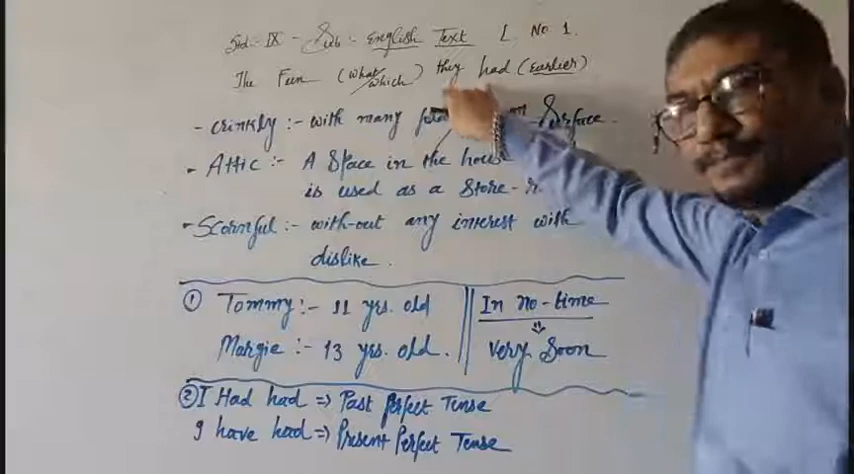 Std:- IX - Sub - English Text L. No 1.
The Fun (what/which) they had (Earlier)
- crinkly :- with many Surface.
- Attic :- A Space in the
is used as a Store-
- Scornful :- with-out any interest with
dislike.
① Tommy :- 11 yrs. old
Margie :- 13 yrs. old.
In no-time
⇓
very Soon
② I Had had => Past perfect Tense
I have had => Present Perfect Tense